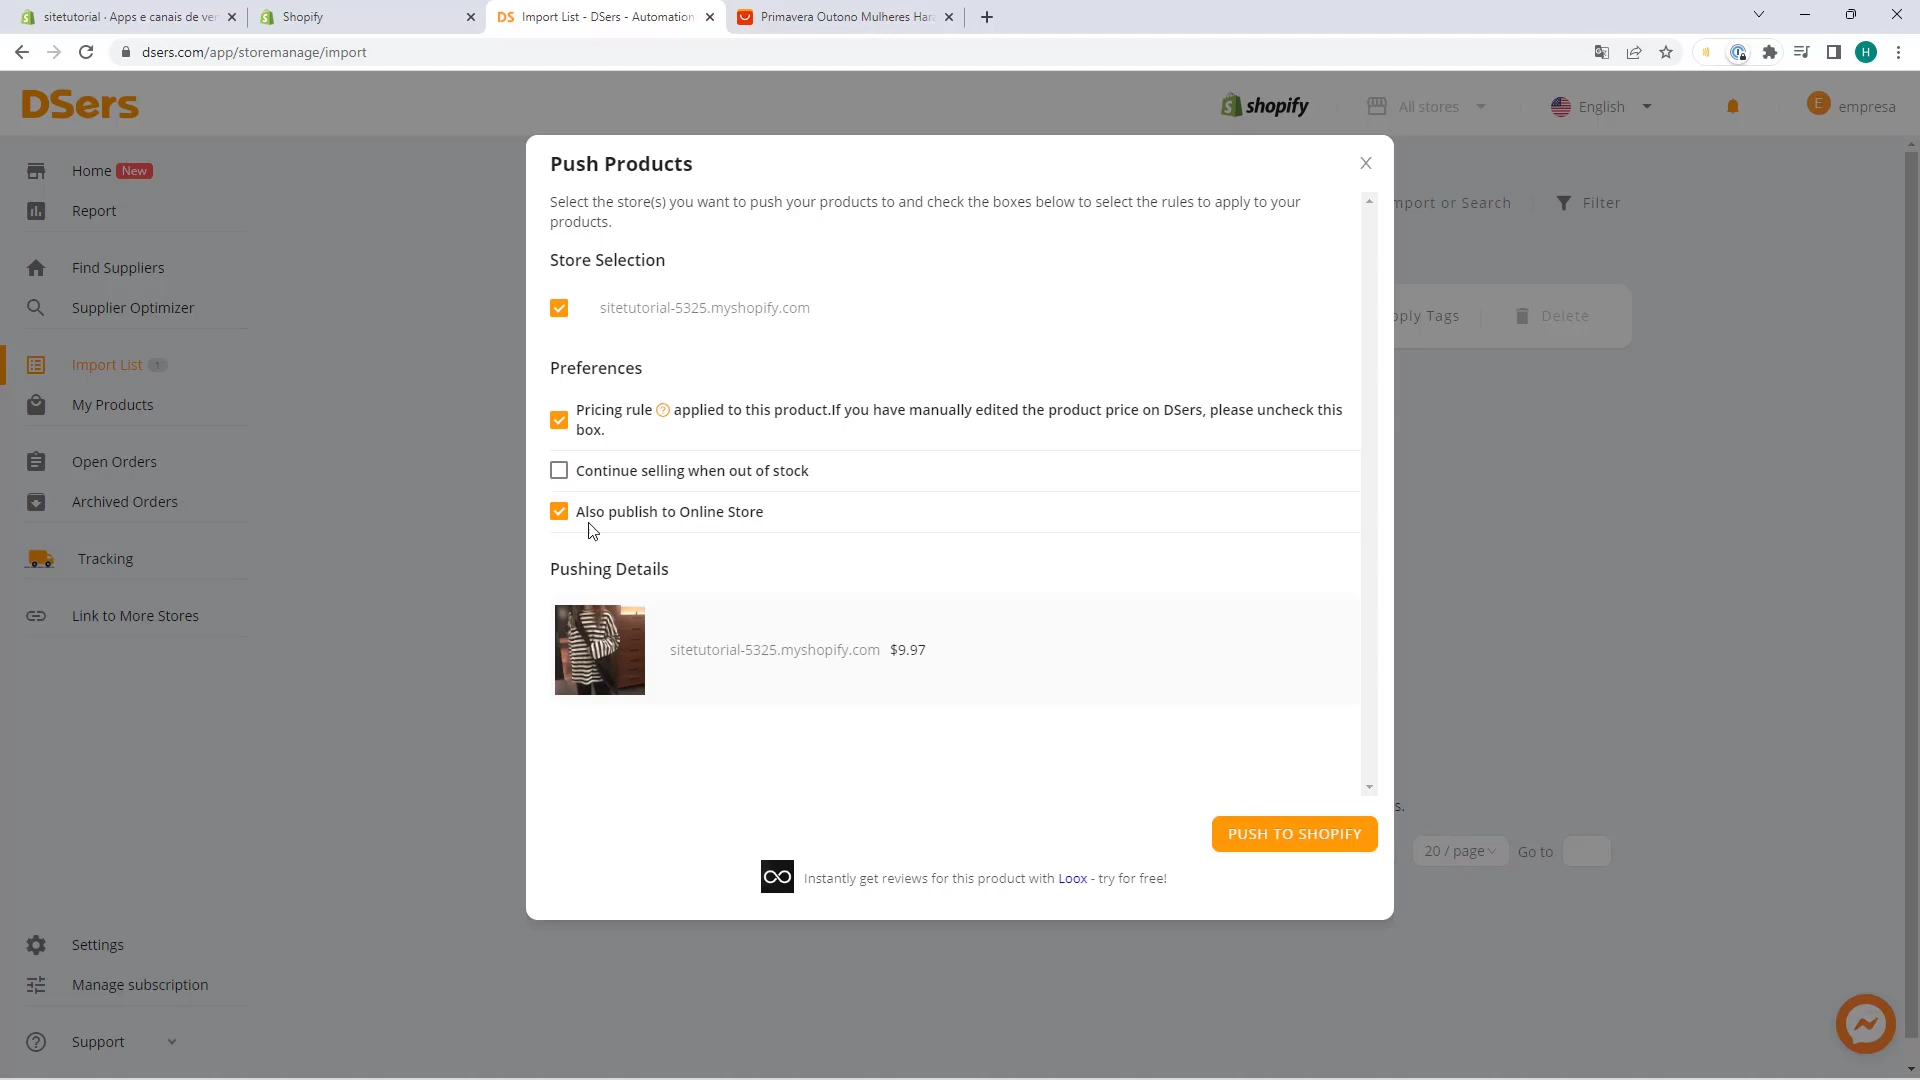 sitetutorial · Apps e canais de ver
Shopify
DS Import List - DSers - Automation
Primavera Outono Mulheres Hara
dsers.com/app/storemanage/import
H
DSers
shopify
All stores
English
E
empresa
Home New
Report
Find Suppliers
Supplier Optimizer
Import List 1
My Products
Open Orders
Archived Orders
Tracking
Link to More Stores
Settings
Manage subscription
Support
Push Products
Select the store(s) you want to push your products to and check the boxes below to select the rules to apply to your
products.
Store Selection
sitetutorial-5325.myshopify.com
Preferences
Pricing rule ? applied to this product.If you have manually edited the product price on DSers, please uncheck this
box.
Continue selling when out of stock
Also publish to Online Store
Pushing Details
sitetutorial-5325.myshopify.com $9.97
PUSH TO SHOPIFY
Instantly get reviews for this product with Loox - try for free!
mport or Search
Filter
pply Tags
Delete
s.
20 / page
Go to